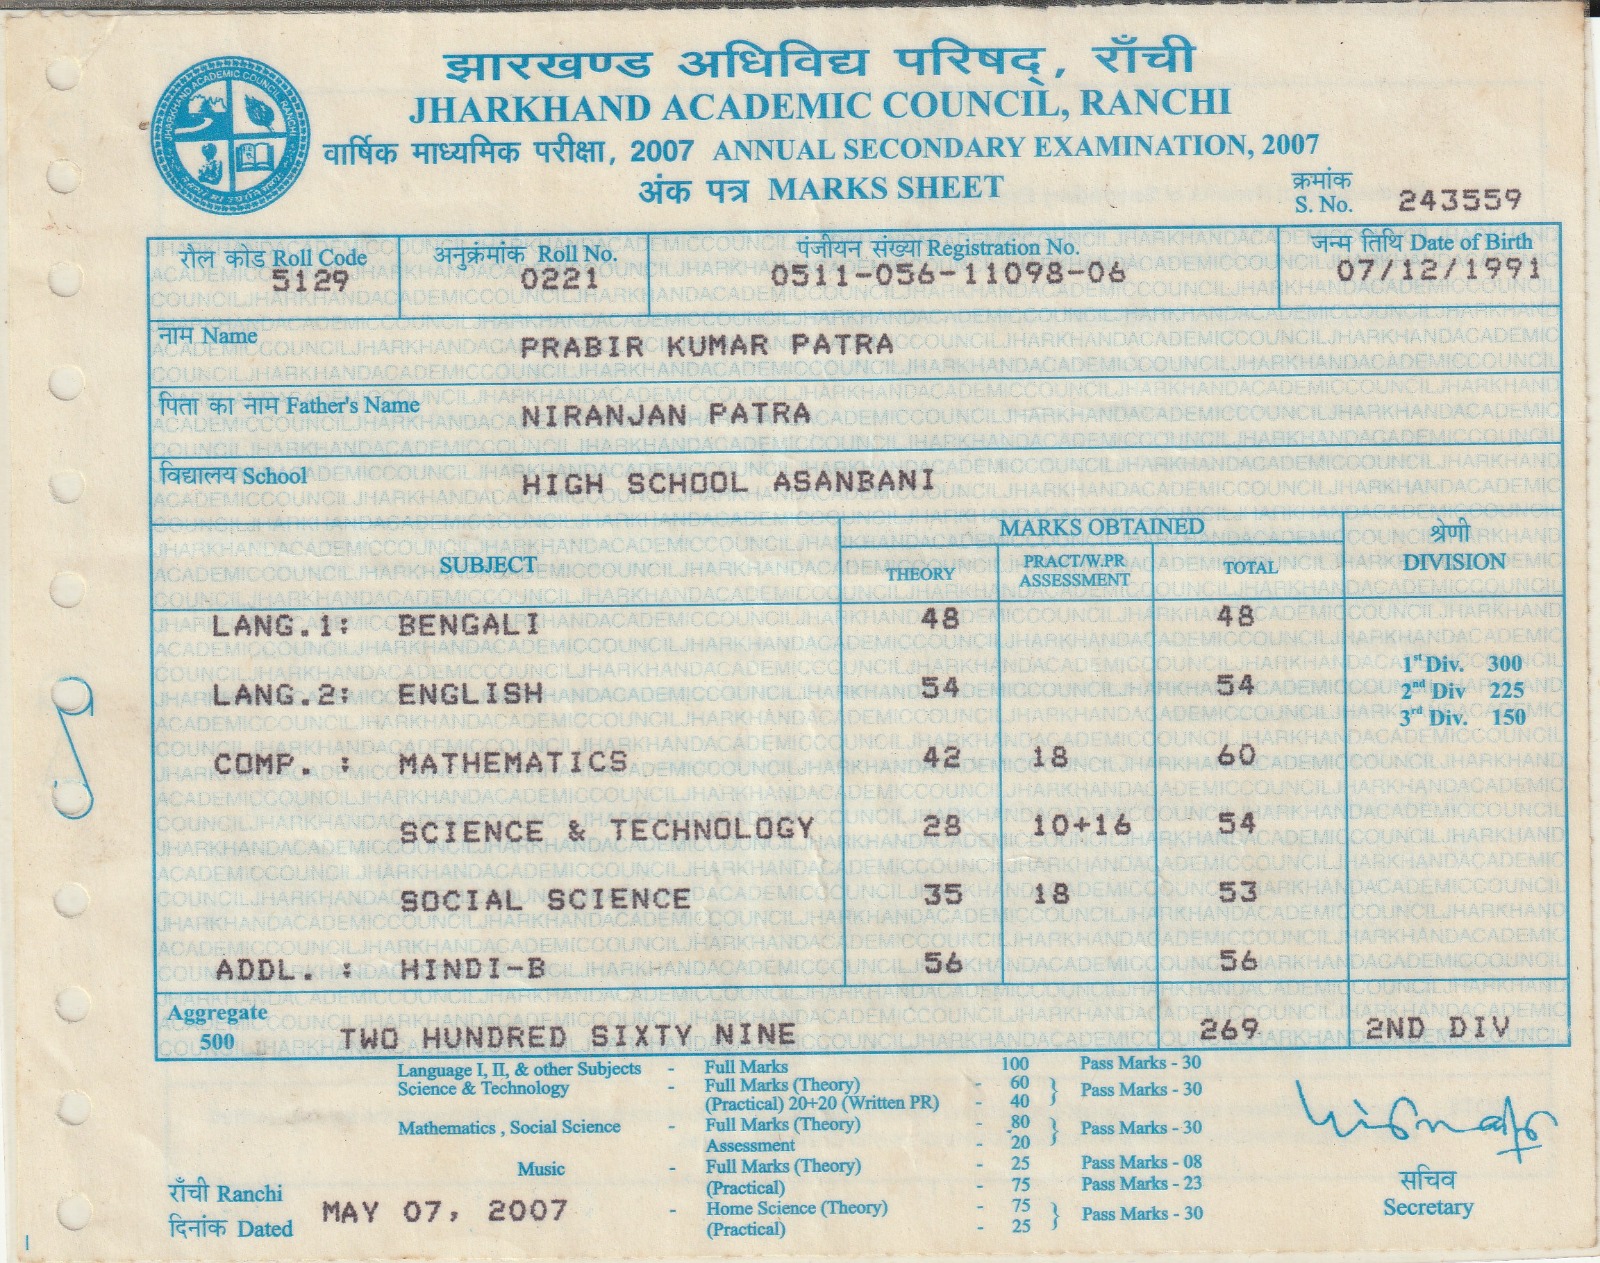 झारखण्ड अधिविद्य परिषद्, राँची
JHARKHAND ACADEMIC COUNCIL, RANCHI
वार्षिक माध्यमिक परीक्षा, 2007 ANNUAL SECONDARY EXAMINATION, 2007
अंक पत्र MARKS SHEET
क्रमांक
S. No. 243559
रोल कोड Roll Code अनुक्रमांक Roll No. पंजीयन संख्या Registration No. जन्म तिथि Date of Birth
5129 0221 0511-056-11098-06 07/12/1991
नाम Name PRABIR KUMAR PATRA
पिता का नाम Father's Name NIRANJAN PATRA
विद्यालय School HIGH SCHOOL ASANBANI
MARKS OBTAINED श्रेणी
SUBJECT THEORY PRACT/W.PR TOTAL DIVISION
ASSESSMENT
LANG.1: BENGALI 48 48
1st Div. 300
LANG.2: ENGLISH 54 54 2nd Div 225
3rd Div. 150
COMP. : MATHEMATICS 42 18 60
SCIENCE & TECHNOLOGY 28 10+16 54
SOCIAL SCIENCE 35 18 53
ADDL. : HINDI-B 56 56
Aggregate
500 TWO HUNDRED SIXTY NINE 269 2ND DIV
Language I, II, & other Subjects - Full Marks 100 Pass Marks - 30
Science & Technology - Full Marks (Theory) - 60 } Pass Marks - 30
(Practical) 20+20 (Written PR) - 40
Mathematics , Social Science - Full Marks (Theory) - 80 } Pass Marks - 30
Assessment - 20
Music - Full Marks (Theory) - 25 Pass Marks - 08
(Practical) - 75 Pass Marks - 23
- Home Science (Theory) - 75 } Pass Marks - 30
(Practical) - 25
राँची Ranchi
दिनांक Dated MAY 07, 2007
सचिव
Secretary